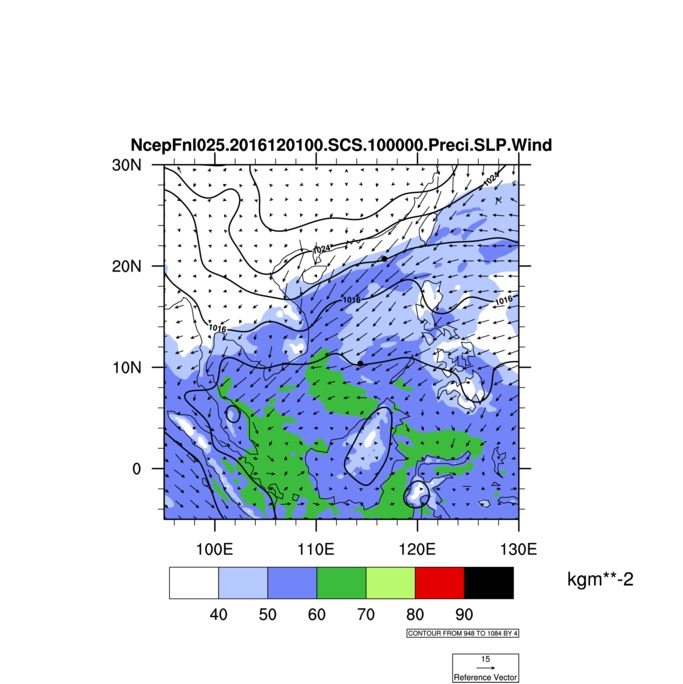 NcepFnl025.2016120100.SCS.100000.Preci.SLP.Wind
30N
1024
20N
1024
1016
1016
1016
10N
0
100E 110E 120E 130E
kgm**-2
40 50 60 70 80 90
CONTOUR FROM 948 TO 1084 BY 4
15
Reference Vector